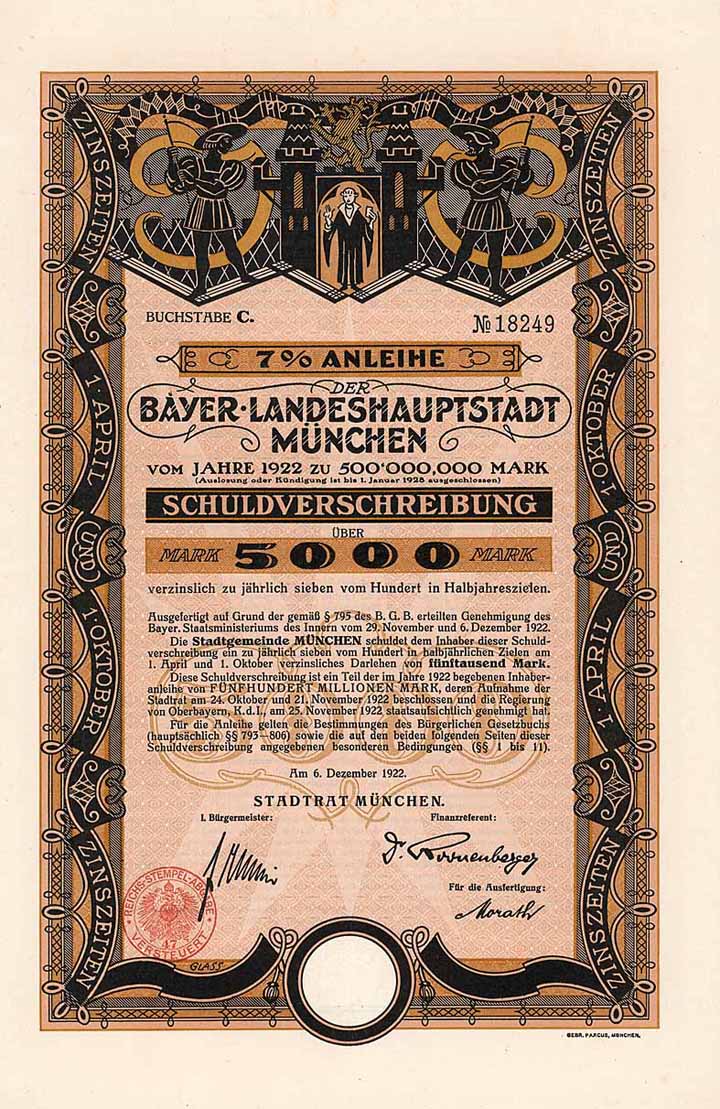 BUCHSTABE C.
№ 18249
7% ANLEIHE
DER
BAYER·LANDESHAUPTSTADT
MÜNCHEN
VOM JAHRE 1922 ZU 500'000,000 MARK
(Auslosung oder Kündigung ist bis 1. Januar 1928 ausgeschlossen)
SCHULDVERSCHREIBUNG
ÜBER
MARK 5000 MARK
verzinslich zu jährlich sieben vom Hundert in Halbjahreszielen.
Ausgefertigt auf Grund der gemäß § 795 des B. G. B. erteilten Genehmigung des
Bayer. Staatsministeriums des Innern vom 29. November und 6. Dezember 1922.
Die Stadtgemeinde MÜNCHEN schuldet dem Inhaber dieser Schuld-
verschreibung ein zu jährlich sieben vom Hundert in halbjährlichen Zielen am
1. April und 1. Oktober verzinsliches Darlehen von fünftausend Mark.
Diese Schuldverschreibung ist ein Teil der im Jahre 1922 begebenen Inhaber-
anleihe von FÜNFHUNDERT MILLIONEN MARK, deren Aufnahme der
Stadtrat am 24. Oktober und 21. November 1922 beschlossen und die Regierung
von Oberbayern, K. d. I., am 25. November 1922 staatsaufsichtlich genehmigt hat.
Für die Anleihe gelten die Bestimmungen des Bürgerlichen Gesetzbuchs
(hauptsächlich §§ 793–806) sowie die auf den beiden folgenden Seiten dieser
Schuldverschreibung angegebenen besonderen Bedingungen (§§ 1 bis 11).
Am 6. Dezember 1922.
STADTRAT MÜNCHEN.
I. Bürgermeister:
Finanzreferent:
Für die Ausfertigung:
Morath
REICHS-STEMPEL-ABGABE
47
VERSTEUERT
GLASS
ZINSZEITEN
1. APRIL
UND
1. OKTOBER
ZINSZEITEN
ZINSZEITEN
1. OKTOBER
UND
1. APRIL
ZINSZEITEN
GEBR. PARCUS, MÜNCHEN.